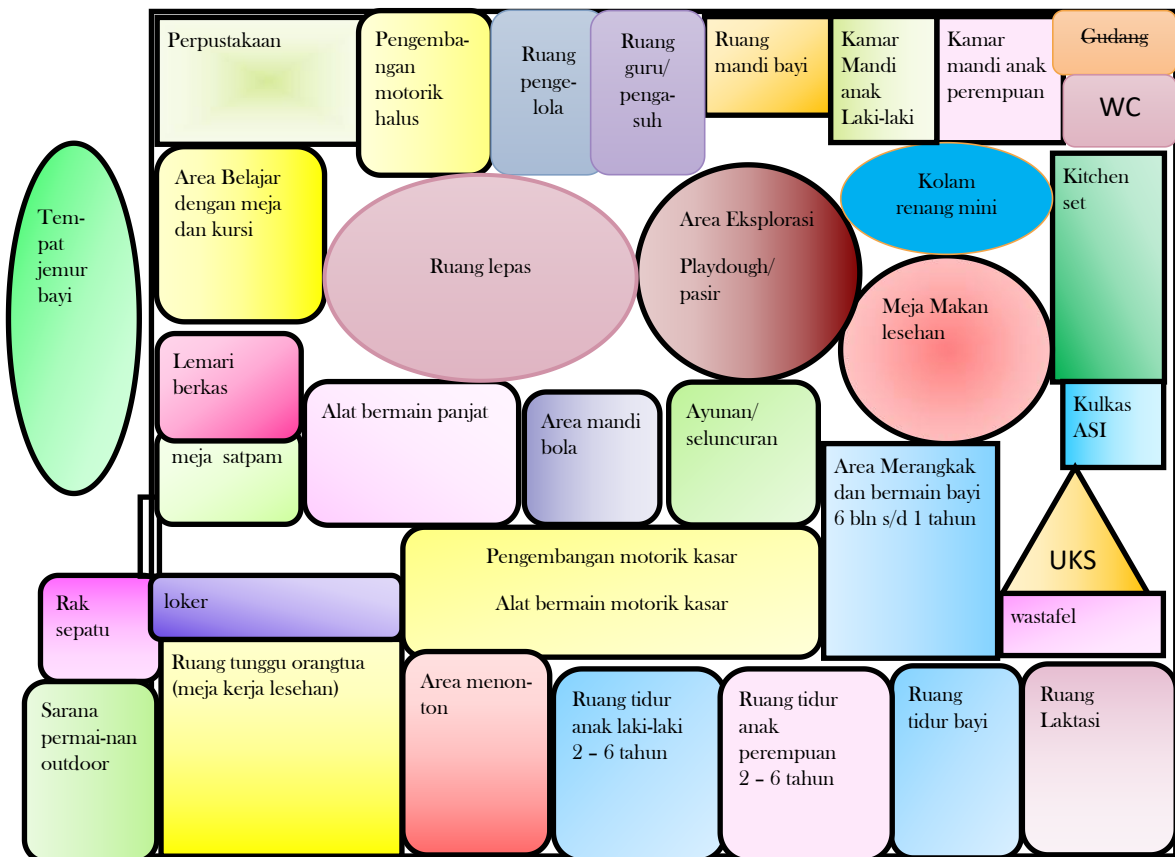 Perpustakaan
Pengemba-
ngan
motorik
halus
Ruang
penge-
lola
Ruang
guru/
penga-
suh
Ruang
mandi bayi
Kamar
Mandi
anak
Laki-laki
Kamar
mandi anak
perempuan
Gudang
WC
Tem-
pat
jemur
bayi
Area Belajar
dengan meja
dan kursi
Ruang lepas
Area Eksplorasi
Playdough/
pasir
Kolam
renang mini
Kitchen
set
Meja Makan
lesehan
Lemari
berkas
meja satpam
Alat bermain panjat
Area mandi
bola
Ayunan/
seluncuran
Area Merangkak
dan bermain bayi
6 bln s/d 1 tahun
Kulkas
ASI
UKS
wastafel
Pengembangan motorik kasar
Alat bermain motorik kasar
Rak
sepatu
loker
Sarana
permai-nan
outdoor
Ruang tunggu orangtua
(meja kerja lesehan)
Area menon-
ton
Ruang tidur
anak laki-laki
2 – 6 tahun
Ruang tidur
anak
perempuan
2 – 6 tahun
Ruang
tidur bayi
Ruang
Laktasi